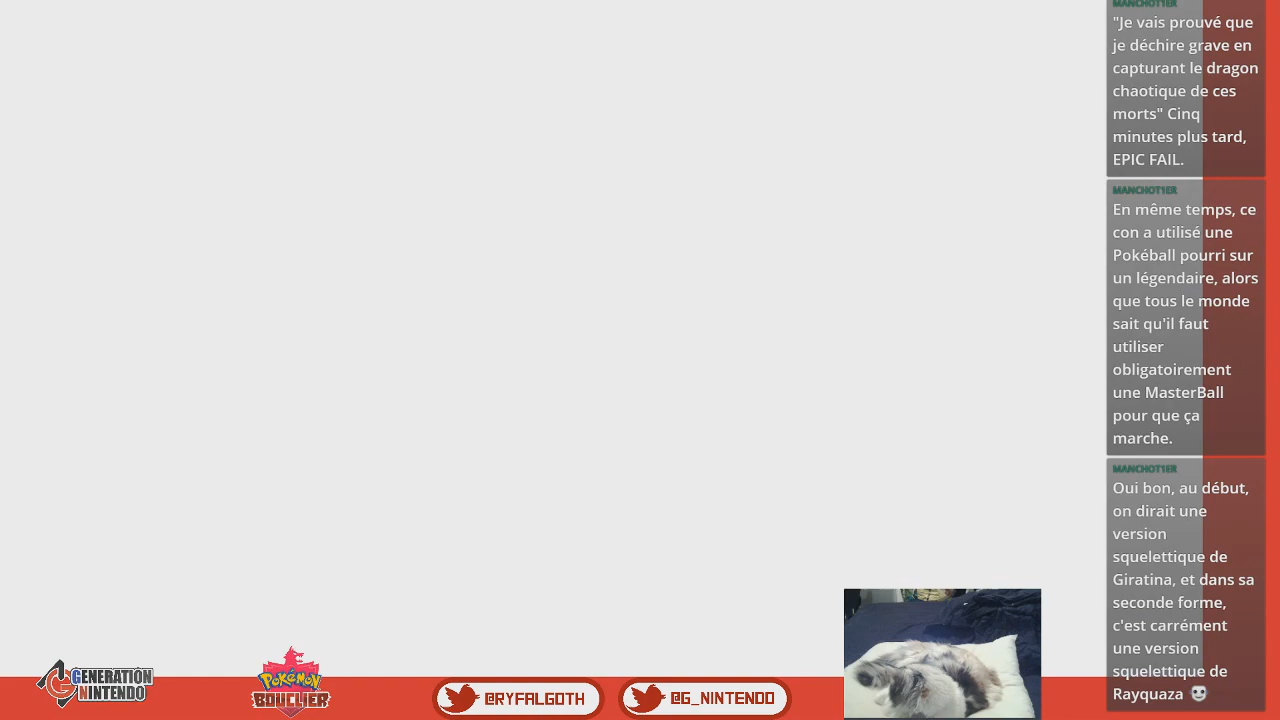 MANCHOT1ER
"Je vais prouvé que
je déchire grave en
capturant le dragon
chaotique de ces
morts" Cinq
minutes plus tard,
EPIC FAIL.
MANCHOT1ER
En même temps, ce
con a utilisé une
Pokéball pourri sur
un légendaire, alors
que tous le monde
sait qu'il faut
utiliser
obligatoirement
une MasterBall
pour que ça
marche.
MANCHOT1ER
Oui bon, au début,
on dirait une
version
squelettique de
Giratina, et dans sa
seconde forme,
c'est carrément
une version
squelettique de
Rayquaza 💀
GENERATION
NINTENDO
POKéMON
BOUCLIER
@RYFALGOTH
@G_NINTENDO